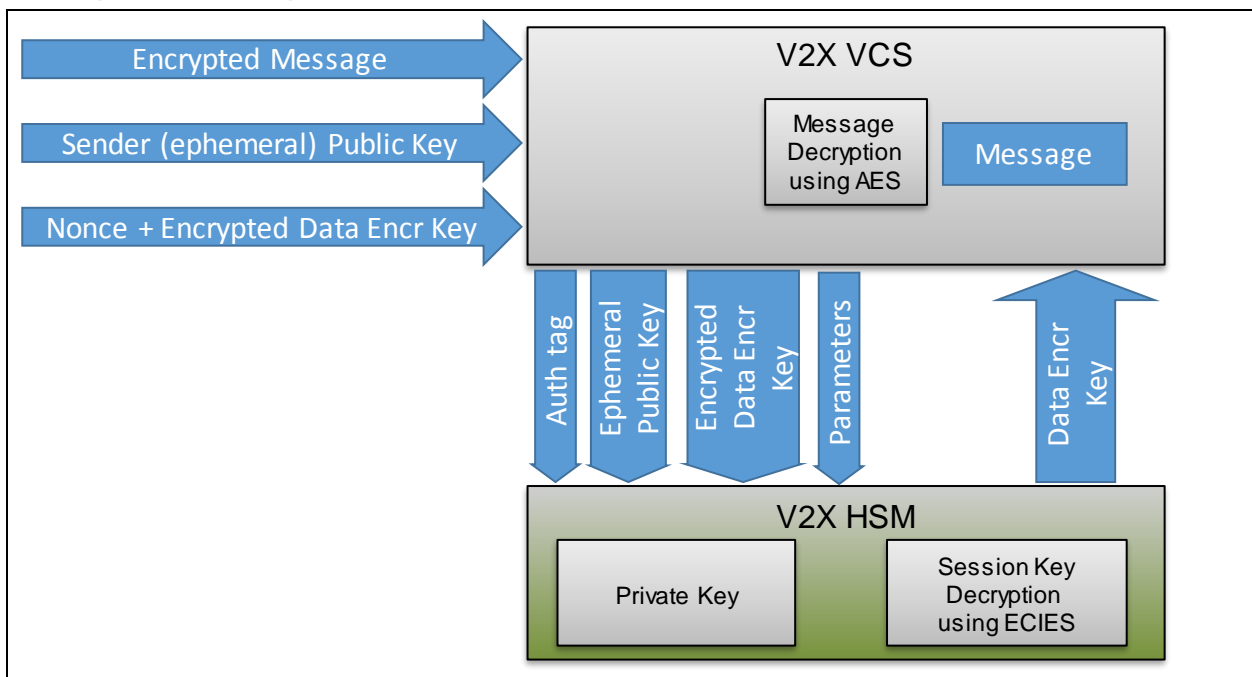 Encrypted Message
Sender (ephemeral) Public Key
Nonce + Encrypted Data Encr Key
V2X VCS
Message
Decryption
using AES
Message
Auth tag
Ephemeral
Public Key
Encrypted
Data Encr
Key
Parameters
Data Encr
Key
V2X HSM
Private Key
Session Key
Decryption
using ECIES